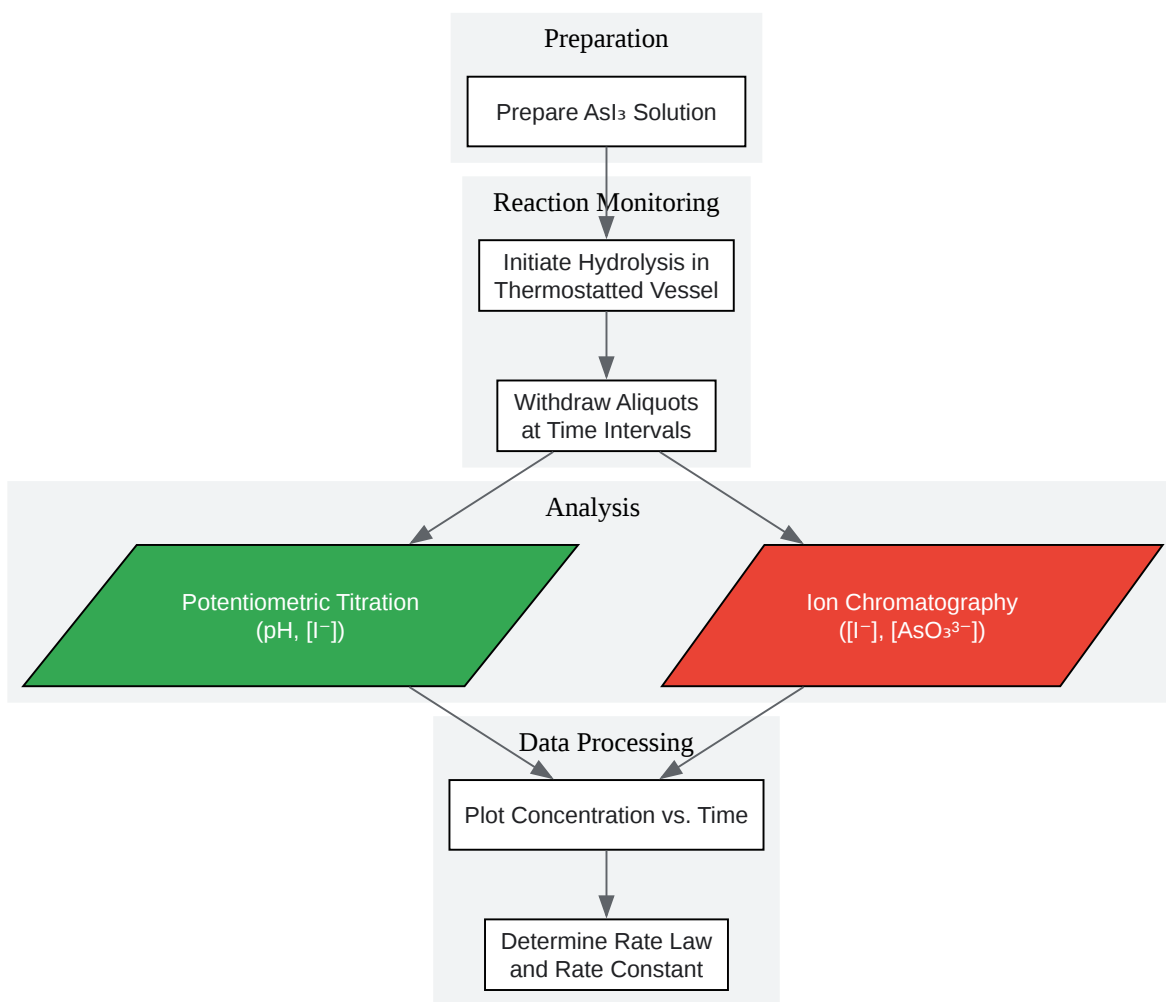 Preparation
Prepare AsI₃ Solution
Reaction Monitoring
Initiate Hydrolysis in
Thermostatted Vessel
Withdraw Aliquots
at Time Intervals
Analysis
Potentiometric Titration
(pH, [I⁻])
Ion Chromatography
([I⁻], [AsO₃³⁻])
Data Processing
Plot Concentration vs. Time
Determine Rate Law
and Rate Constant